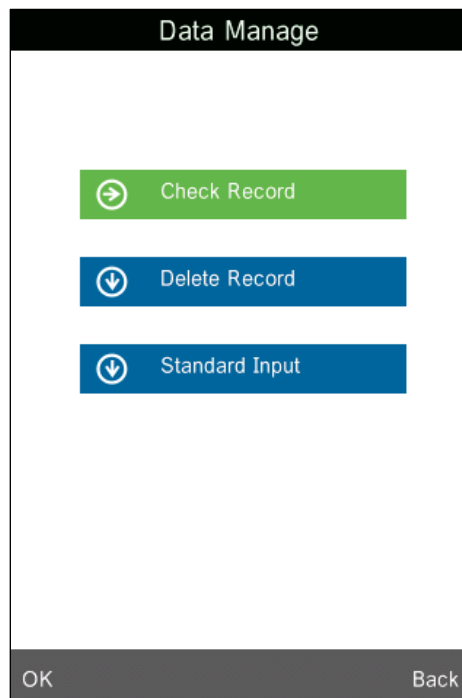 Data Manage
Check Record
Delete Record
Standard Input
OK Back